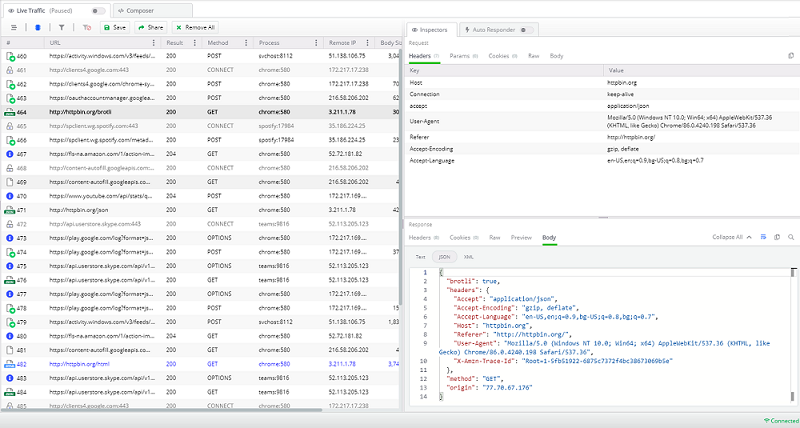 Live Traffic (Paused) Composer
Save Share Remove All
# URL Result Method Process Remote IP Body Siz
460 https://activity.windows.com/v3/feeds/... 200 POST svchost:8112 51.138.106.75 3,04
461 http://clients4.google.com:443 200 CONNECT chrome:580 172.217.17.238
462 https://clients4.google.com/chrome-sy... 200 POST chrome:580 172.217.17.238
463 https://oauthaccountmanager.googlea... 200 POST chrome:580 216.58.206.202 62
464 http://httpbin.org/brotli 200 GET chrome:580 3.211.1.78 30
465 http://spclient.wg.spotify.com:443 200 CONNECT spotify:17984 35.186.224.25
466 https://spclient.wg.spotify.com/metad... 200 POST spotify:17984 35.186.224.25
467 https://fls-na.amazon.com/1/action-im... 204 GET chrome:580 52.72.181.82
468 http://content-autofill.googleapis.com... 200 CONNECT chrome:580 216.58.206.202
469 https://content-autofill.googleapis.co... 200 GET chrome:580 216.58.206.202 4
470 https://www.youtube.com/api/stats/q... 204 POST chrome:580 172.217.169....
471 http://httpbin.org/json 200 GET chrome:580 3.211.1.78 42
472 http://api.userstore.skype.com:443 200 CONNECT teams:9816 52.113.205.123
473 https://play.google.com/log?format=js... 200 OPTIONS chrome:580 172.217.169....
474 https://play.google.com/log?format=js... 200 POST chrome:580 172.217.169.... 37
475 https://api.userstore.skype.com/api/v1... 200 OPTIONS teams:9816 52.113.205.123
476 https://api.userstore.skype.com/api/v1... 200 GET teams:9816 52.113.205.123
477 https://play.google.com/log?format=js... 200 OPTIONS chrome:580 172.217.169....
478 https://play.google.com/log?format=js... 200 POST chrome:580 172.217.169.... 15
479 https://activity.windows.com/v3/feeds/... 200 POST svchost:8112 51.138.106.75 1,83
480 https://fls-na.amazon.com/1/action-im... 204 GET chrome:580 52.72.181.82
481 https://content-autofill.googleapis.co... 200 GET chrome:580 216.58.206.202 4
482 http://httpbin.org/html 200 GET chrome:580 3.211.1.78 3,74
483 https://api.userstore.skype.com/api/v1... 200 OPTIONS teams:9816 52.113.205.123
484 https://api.userstore.skype.com/api/v1... 200 GET teams:9816 52.113.205.123
485 http://clients4.google.com:443 200 CONNECT chrome:580 172.217.17.238
Inspectors Auto Responder
Request
Headers (7) Params (0) Cookies (0) Raw Body
Key Value
Host httpbin.org
Connection keep-alive
accept application/json
User-Agent Mozilla/5.0 (Windows NT 10.0; Win64; x64) AppleWebKit/537.36
(KHTML, like Gecko) Chrome/86.0.4240.198 Safari/537.36
Referer http://httpbin.org/
Accept-Encoding gzip, deflate
Accept-Language en-US,en;q=0.9,bg-US;q=0.8,bg;q=0.7
Response
Headers Cookies (0) Raw Preview Body Collapse All
Text JSON XML
1 {
2 "brotli": true,
3 "headers": {
4 "Accept": "application/json",
5 "Accept-Encoding": "gzip, deflate",
6 "Accept-Language": "en-US,en;q=0.9,bg-US;q=0.8,bg;q=0.7",
7 "Host": "httpbin.org",
8 "Referer": "http://httpbin.org/",
9 "User-Agent": "Mozilla/5.0 (Windows NT 10.0; Win64; x64) AppleWebKit/537.36 (KHTML, like
Gecko) Chrome/86.0.4240.198 Safari/537.36",
10 "X-Amzn-Trace-Id": "Root=1-5fb51922-6875c7372f4bc38673069b5e"
11 },
12 "method": "GET",
13 "origin": "77.70.67.176"
14 }
Connected